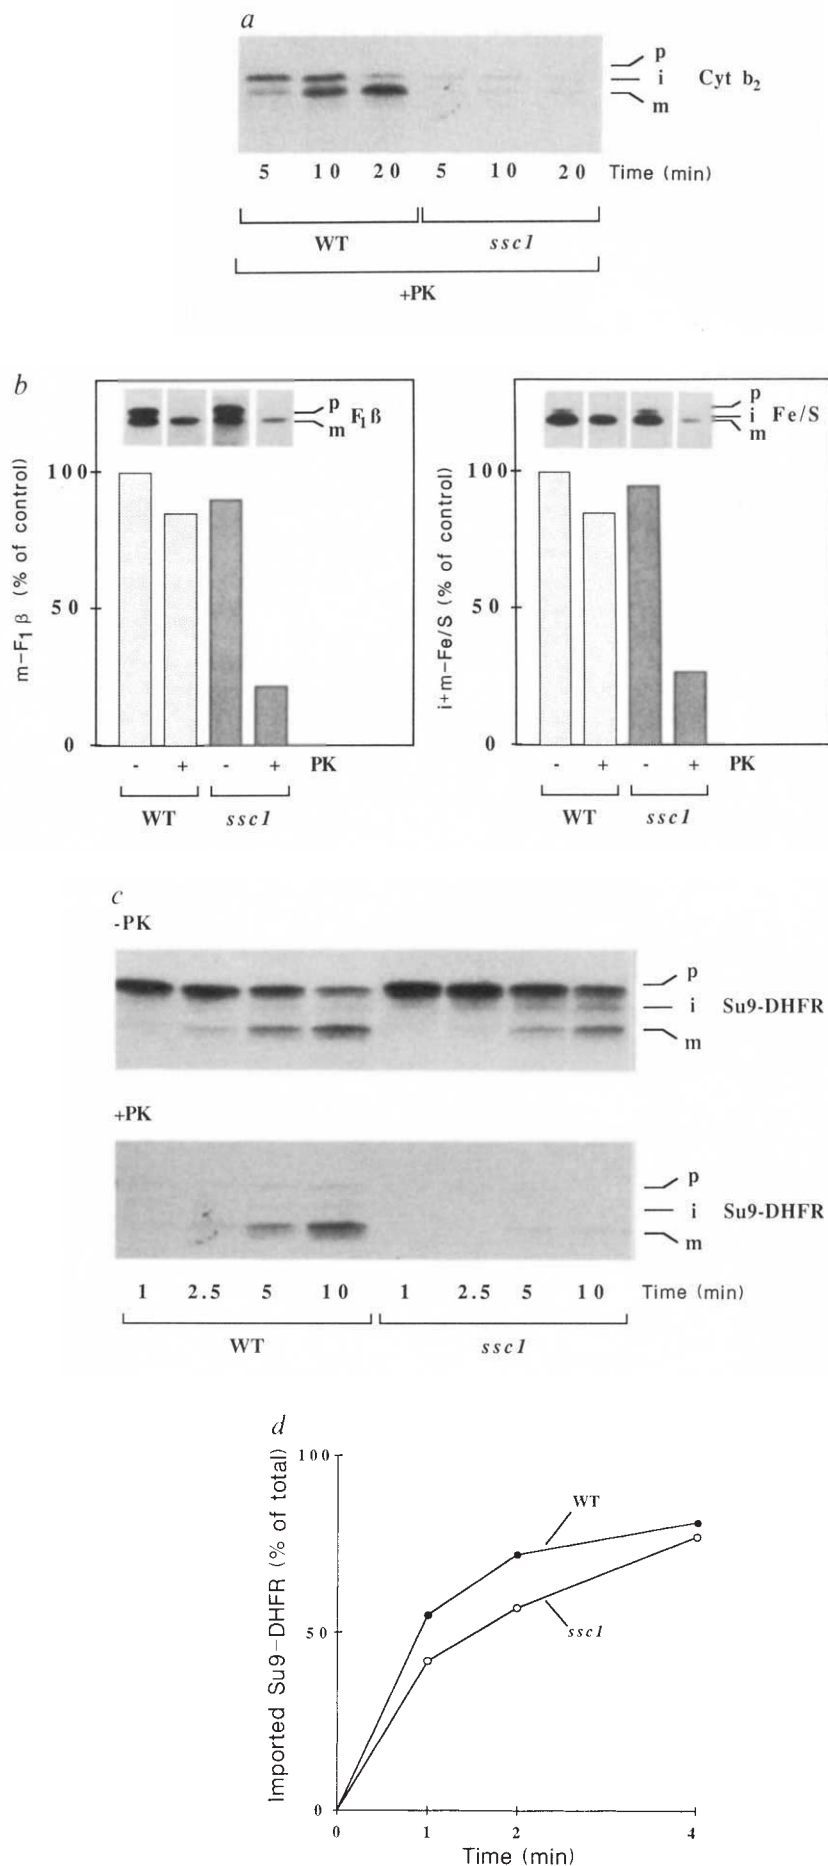 a
p
i Cyt b₂
m
5 10 20 5 10 20 Time (min)
WT ssc1
+PK
b
p
m F₁β
100
50
0
m-F₁β (% of control)
- + - + PK
WT ssc1
p
i Fe/S
m
100
50
0
i+m-Fe/S (% of control)
- + - + PK
WT ssc1
c
-PK
p
i Su9-DHFR
m
+PK
p
i Su9-DHFR
m
1 2.5 5 10 1 2.5 5 10 Time (min)
WT ssc1
d
100
50
0
Imported Su9-DHFR (% of total)
WT
ssc1
0 1 2 4
Time (min)